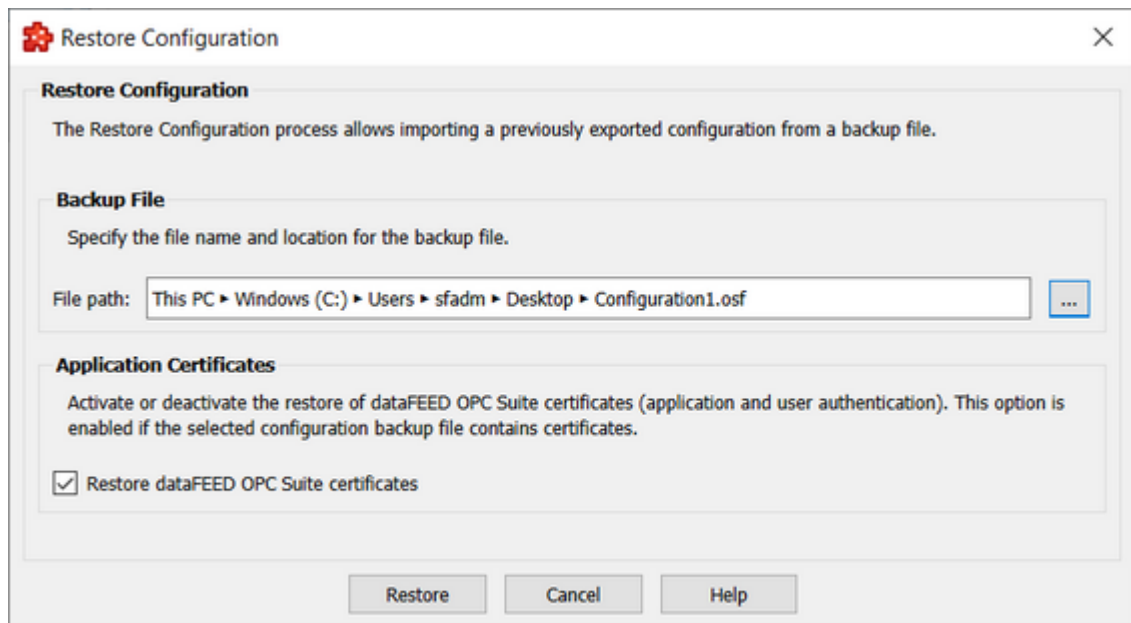 Restore Configuration
Restore Configuration
The Restore Configuration process allows importing a previously exported configuration from a backup file.
Backup File
Specify the file name and location for the backup file.
File path: This PC ▸ Windows (C:) ▸ Users ▸ sfadm ▸ Desktop ▸ Configuration1.osf ...
Application Certificates
Activate or deactivate the restore of dataFEED OPC Suite certificates (application and user authentication). This option is
enabled if the selected configuration backup file contains certificates.
Restore dataFEED OPC Suite certificates
Restore Cancel Help